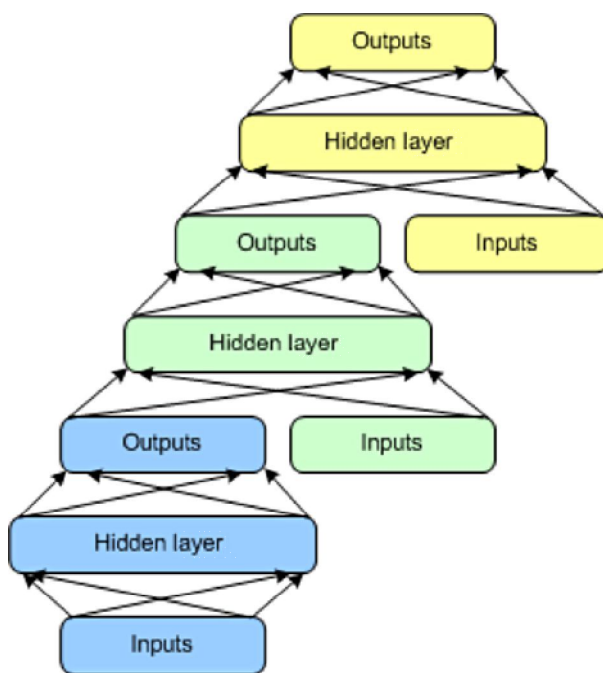 Outputs
Hidden layer
Outputs
Inputs
Hidden layer
Outputs
Inputs
Hidden layer
Inputs